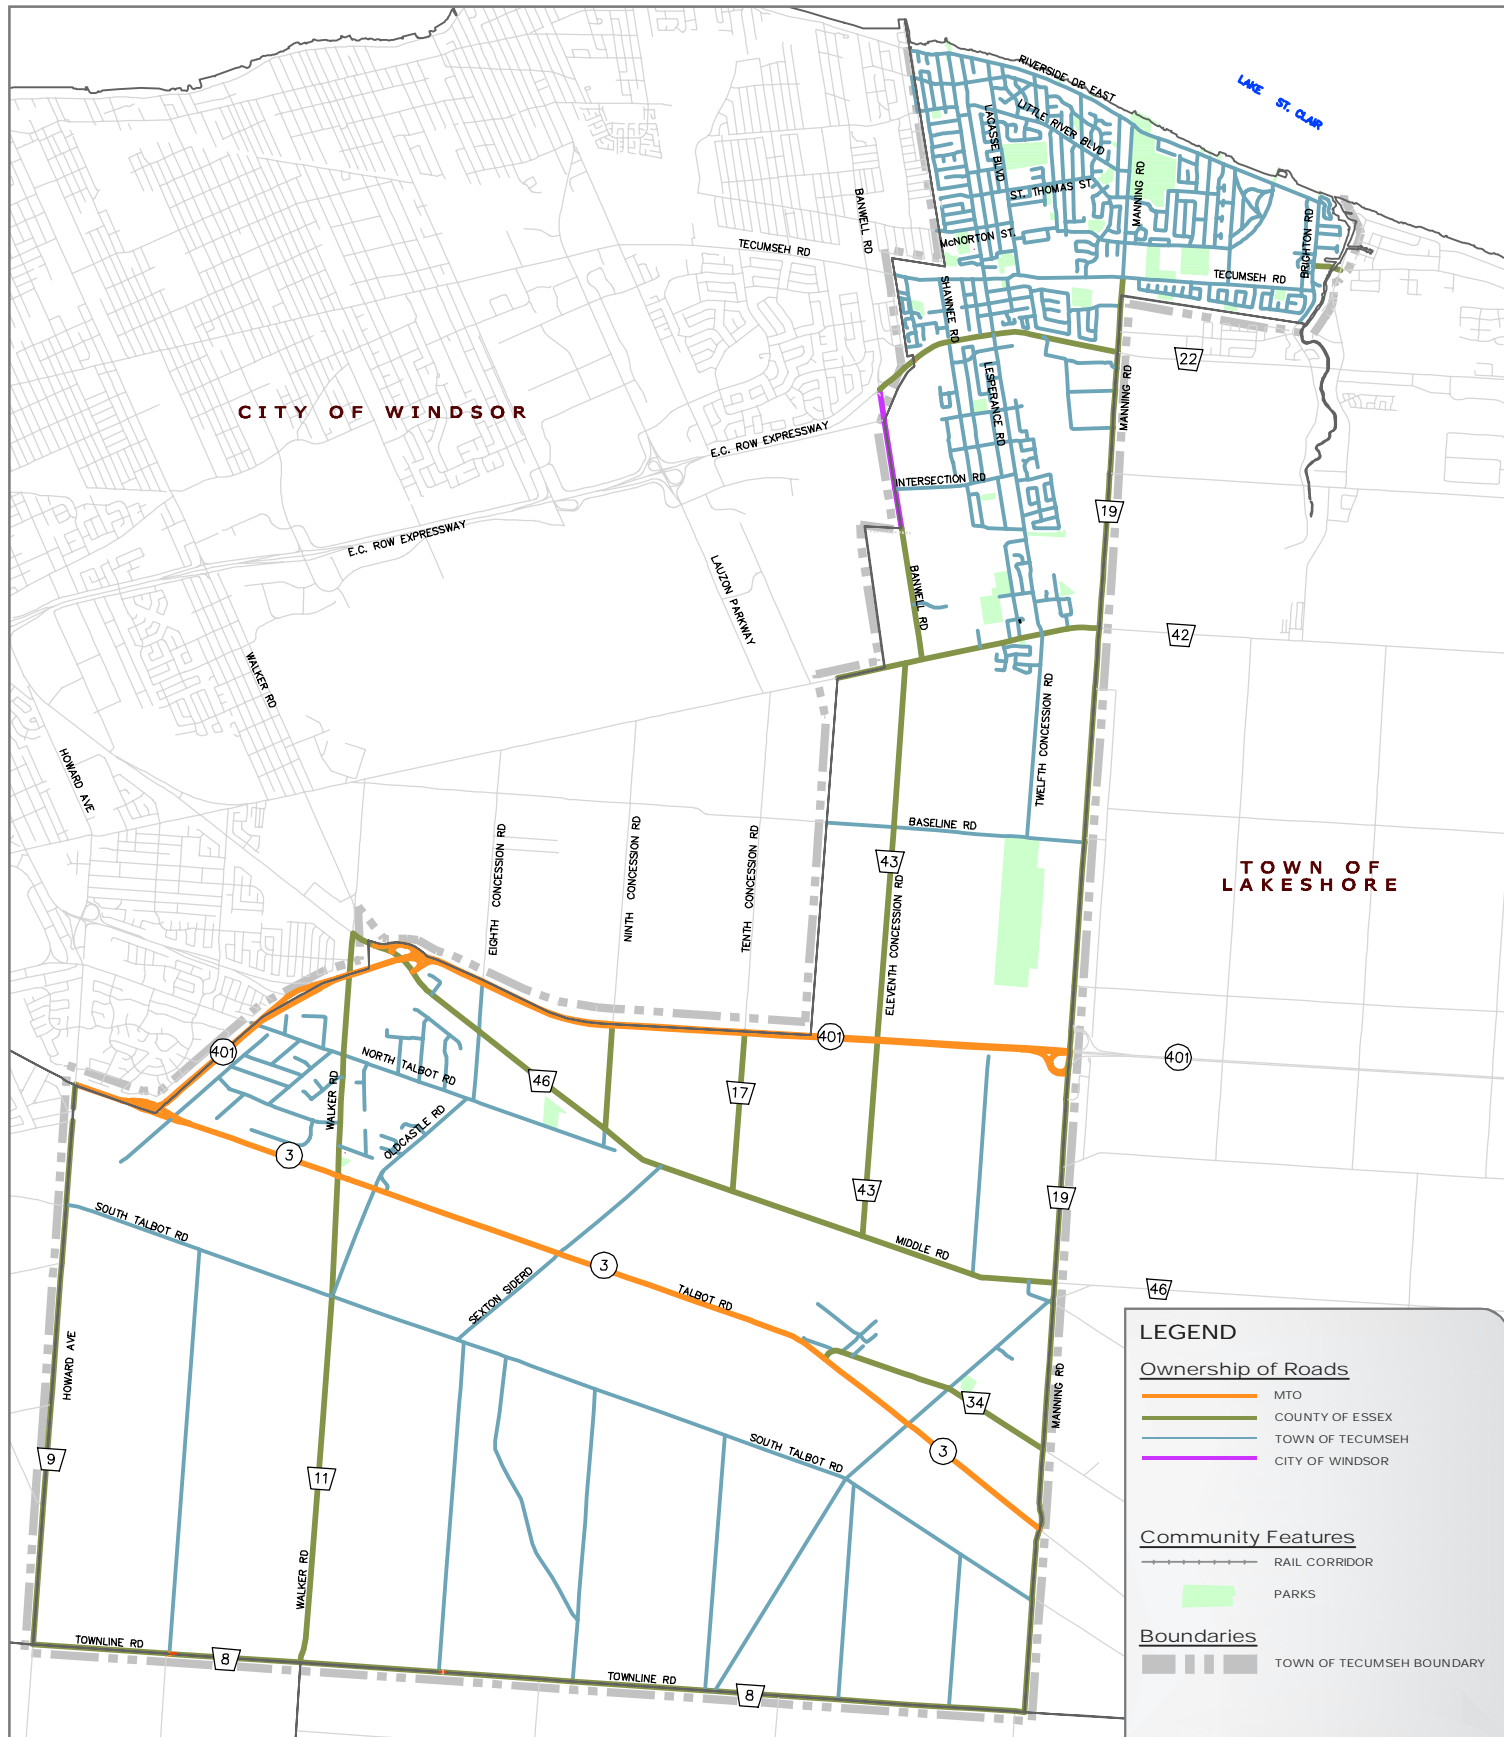 RIVERSIDE DR EAST
LAKE ST. CLAIR
LITTLE RIVER BLVD
LACASSE BLVD
ST. THOMAS ST.
MANNING RD
BANWELL RD
McNORTON ST.
BRIGHTON RD
TECUMSEH RD
TECUMSEH RD
SHAWNEE RD
22
LESPERANCE RD
MANNING RD
CITY OF WINDSOR
E.C. ROW EXPRESSWAY
INTERSECTION RD
19
E.C. ROW EXPRESSWAY
LAUZON PARKWAY
BANWELL RD
42
WALKER RD
TWELFTH CONCESSION RD
HOWARD AVE
BASELINE RD
43
TOWN OF
LAKESHORE
EIGHTH CONCESSION RD
NINTH CONCESSION RD
TENTH CONCESSION RD
ELEVENTH CONCESSION RD
401
401
401
NORTH TALBOT RD
46
17
WALKER RD
OLDCASTLE RD
3
43
19
SOUTH TALBOT RD
MIDDLE RD
3
46
SEXTON SIDERD
TALBOT RD
HOWARD AVE
MANNING RD
34
9
11
SOUTH TALBOT RD
3
WALKER RD
TOWNLINE RD
8
TOWNLINE RD
8
LEGEND
Ownership of Roads
MTO
COUNTY OF ESSEX
TOWN OF TECUMSEH
CITY OF WINDSOR
Community Features
RAIL CORRIDOR
PARKS
Boundaries
TOWN OF TECUMSEH BOUNDARY